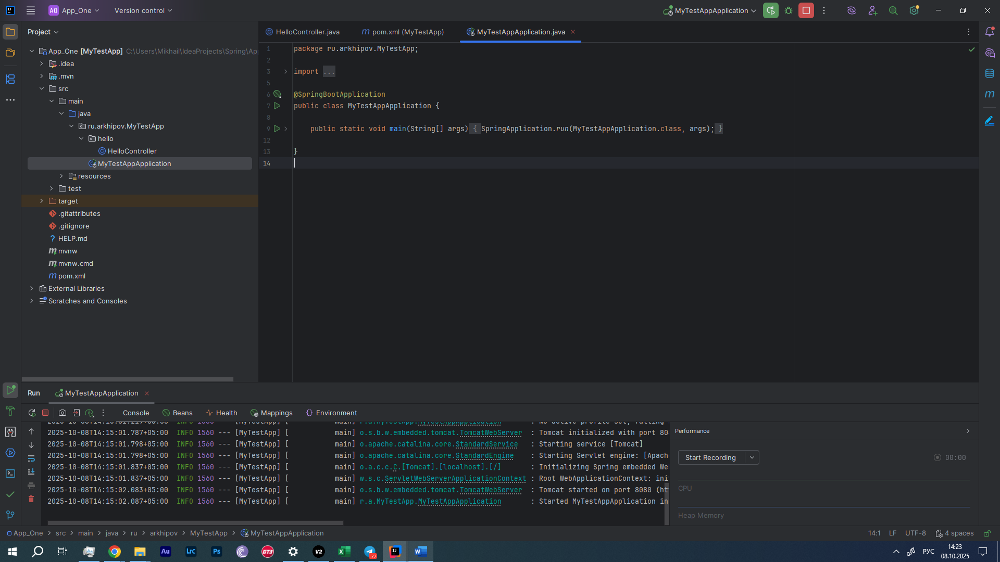 AO App_One Version control MyTestAppApplication
Project
HelloController.java pom.xml (MyTestApp) MyTestAppApplication.java
App_One [MyTestApp] C:\Users\Mikhail\IdeaProjects\Spring\App
.idea
.mvn
src
main
java
ru.arkhipov.MyTestApp
hello
HelloController
MyTestAppApplication
resources
test
target
.gitattributes
.gitignore
HELP.md
mvnw
mvnw.cmd
pom.xml
External Libraries
Scratches and Consoles
1 package ru.arkhipov.MyTestApp;
2
3 import ...
5
6 @SpringBootApplication
7 public class MyTestAppApplication {
8
9 public static void main(String[] args) { SpringApplication.run(MyTestAppApplication.class, args); }
12
13 }
14
Run MyTestAppApplication
Console Beans Health Mappings Environment
2025-10-08T14:15:01.787+05:00 INFO 1560 --- [MyTestApp] [ main] o.s.b.w.embedded.tomcat.TomcatWebServer : Tomcat initialized with port 808
2025-10-08T14:15:01.798+05:00 INFO 1560 --- [MyTestApp] [ main] o.apache.catalina.core.StandardService : Starting service [Tomcat]
2025-10-08T14:15:01.798+05:00 INFO 1560 --- [MyTestApp] [ main] o.apache.catalina.core.StandardEngine : Starting Servlet engine: [Apache
2025-10-08T14:15:01.837+05:00 INFO 1560 --- [MyTestApp] [ main] o.a.c.c.C.[Tomcat].[localhost].[/] : Initializing Spring embedded Web
2025-10-08T14:15:01.837+05:00 INFO 1560 --- [MyTestApp] [ main] w.s.c.ServletWebServerApplicationContext : Root WebApplicationContext: init
2025-10-08T14:15:02.083+05:00 INFO 1560 --- [MyTestApp] [ main] o.s.b.w.embedded.tomcat.TomcatWebServer : Tomcat started on port 8080 (htt
2025-10-08T14:15:02.087+05:00 INFO 1560 --- [MyTestApp] [ main] r.a.MyTestApp.MyTestAppApplication : Started MyTestAppApplication in
Performance
Start Recording 00:00
CPU
Heap Memory
App_One > src > main > java > ru > arkhipov > MyTestApp > MyTestAppApplication 14:1 LF UTF-8 4 spaces
Au LrC Ps GT3 V2 77 РУС
14:23
08.10.2025